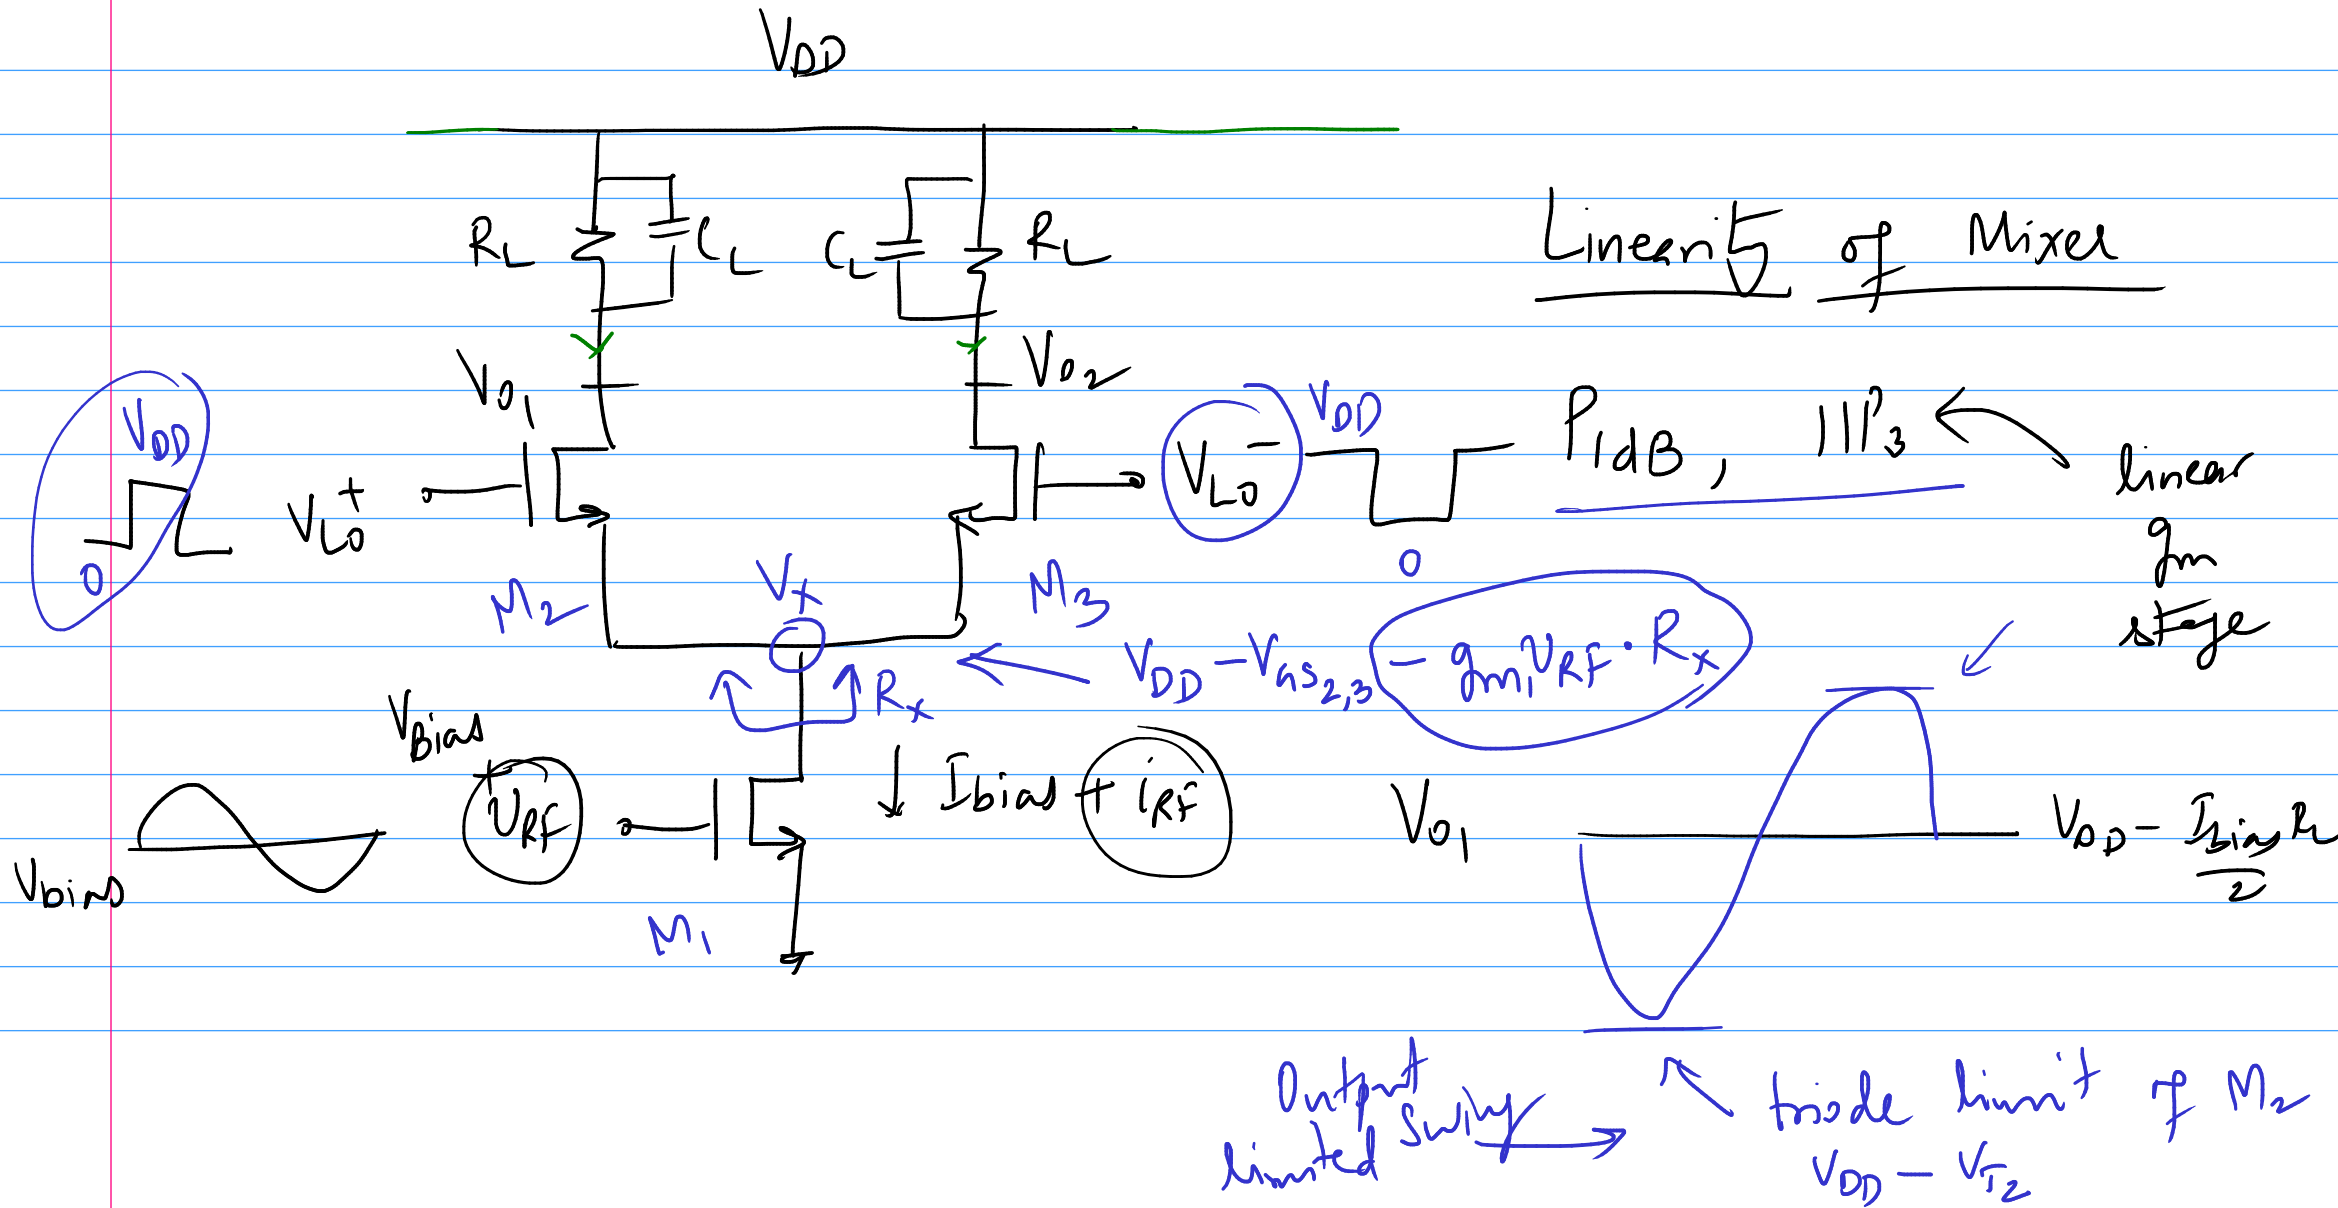 VDD
RL CL CL RL
Linearity of Mixer
VO1 VO2
VDD
0
VLO+
VLO- VDD
0
P1dB, IIP3
linear
gm
stage
M2 VX M3
VDD - VGS2,3 - gm1 VRF · RX
RX
VBias
+
VRF
Ibias + iRF
Vbias
M1
VO1
VDD - Ibias RL
2
Output
limited swing
triode limit of M2
VDD - VT2